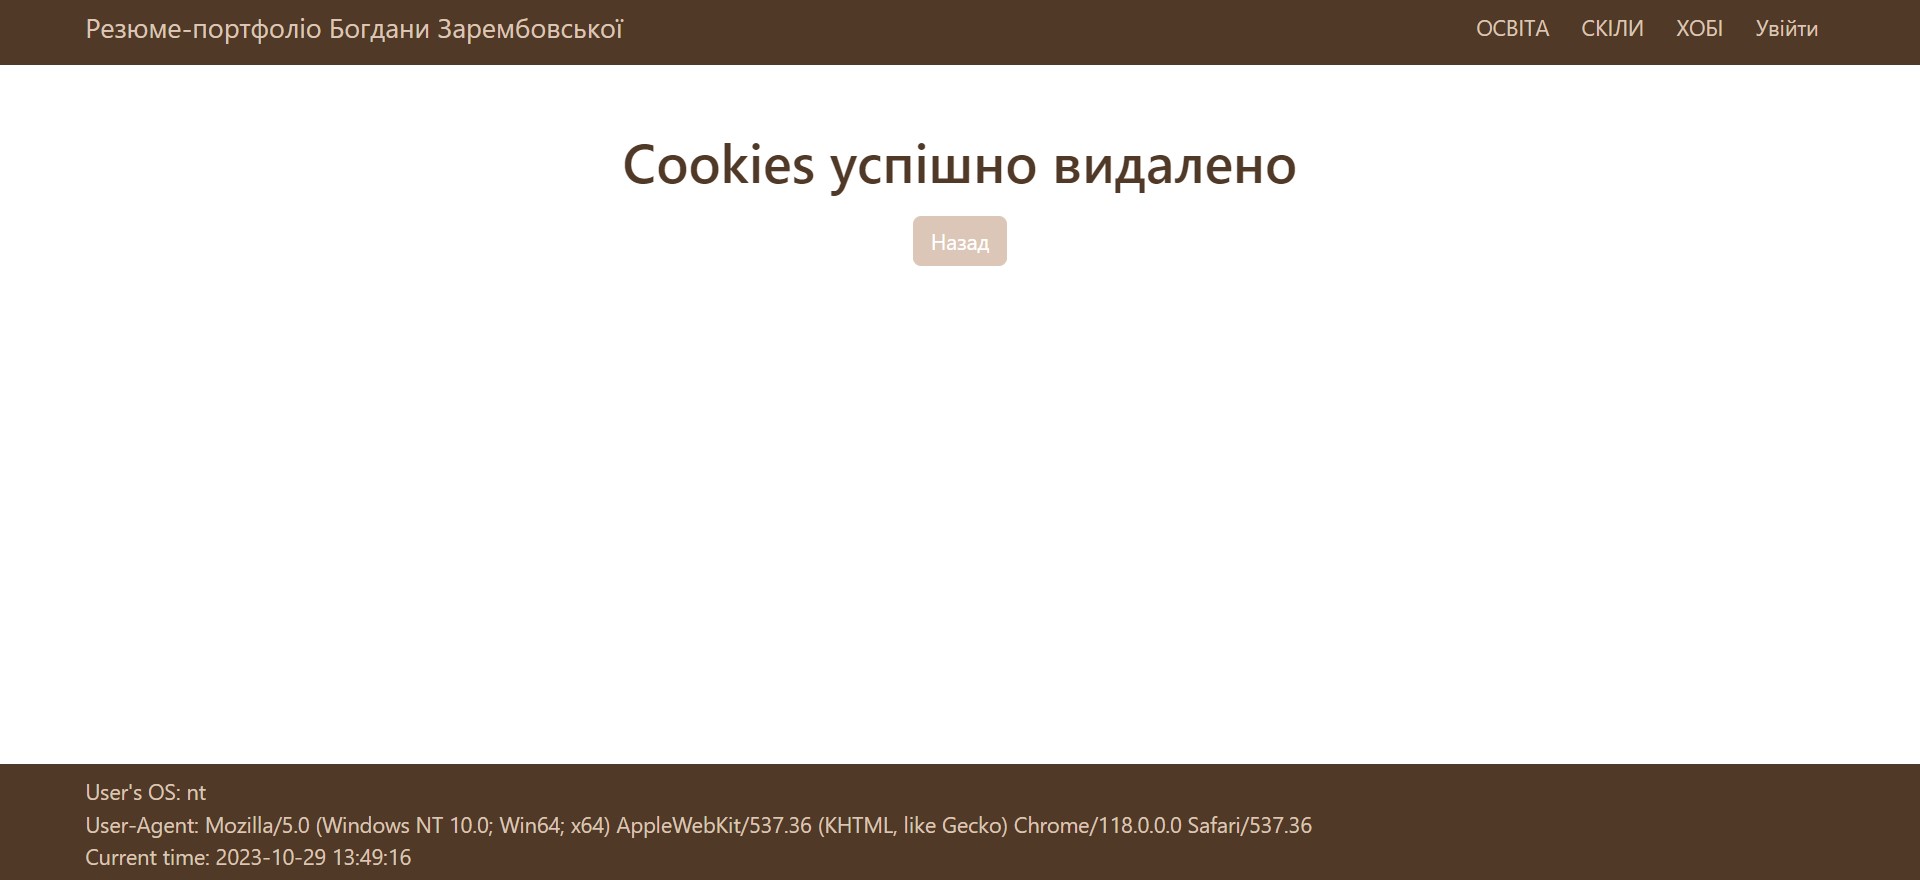 Резюме-портфоліо Богдани Зарембовської
ОСВІТА СКІЛИ ХОБІ Увійти
Cookies успішно видалено
Назад
User's OS: nt
User-Agent: Mozilla/5.0 (Windows NT 10.0; Win64; x64) AppleWebKit/537.36 (KHTML, like Gecko) Chrome/118.0.0.0 Safari/537.36
Current time: 2023-10-29 13:49:16